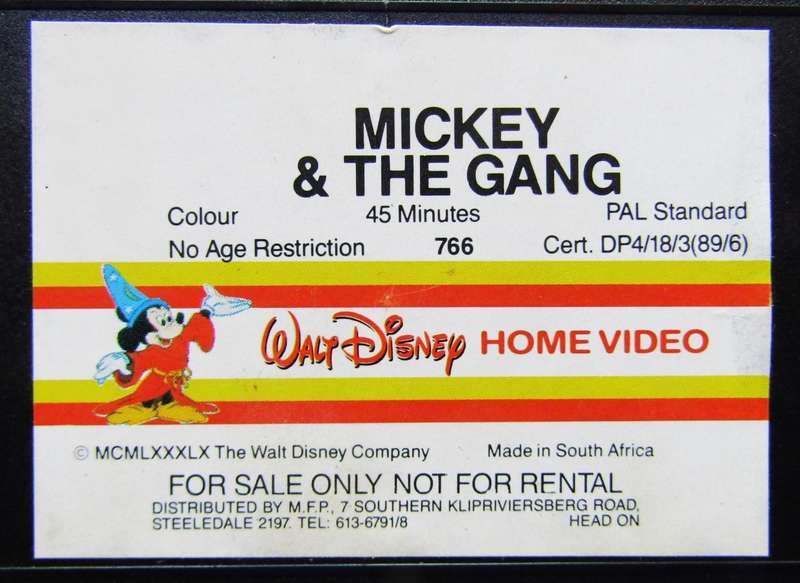 MICKEY
& THE GANG
Colour 45 Minutes PAL Standard
No Age Restriction 766 Cert. DP4/18/3(89/6)
WALT DISNEY HOME VIDEO
© MCMLXXXLX The Walt Disney Company Made in South Africa
FOR SALE ONLY NOT FOR RENTAL
DISTRIBUTED BY M.F.P., 7 SOUTHERN KLIPRIVIERSBERG ROAD,
STEELEDALE 2197. TEL: 613-6791/8 HEAD ON